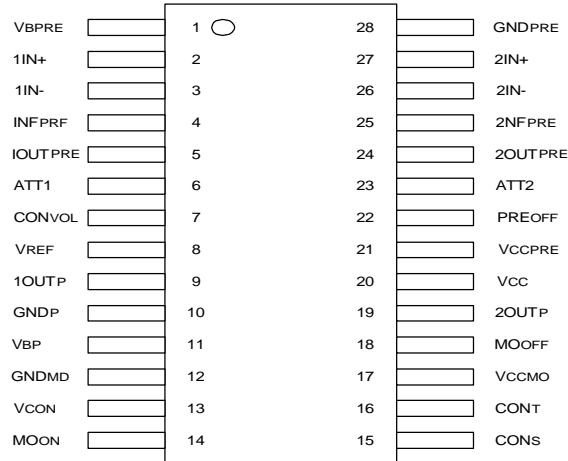 VBPRE 1 28 GNDPRE
1IN+ 2 27 2IN+
1IN- 3 26 2IN-
INFPRF 4 25 2NFPRE
IOUTPRE 5 24 2OUTPRE
ATT1 6 23 ATT2
CONVOL 7 22 PREOFF
VREF 8 21 VCCPRE
1OUTP 9 20 VCC
GNDP 10 19 2OUTP
VBP 11 18 MOOFF
GNDMD 12 17 VCCMO
VCON 13 16 CONT
MOON 14 15 CONS